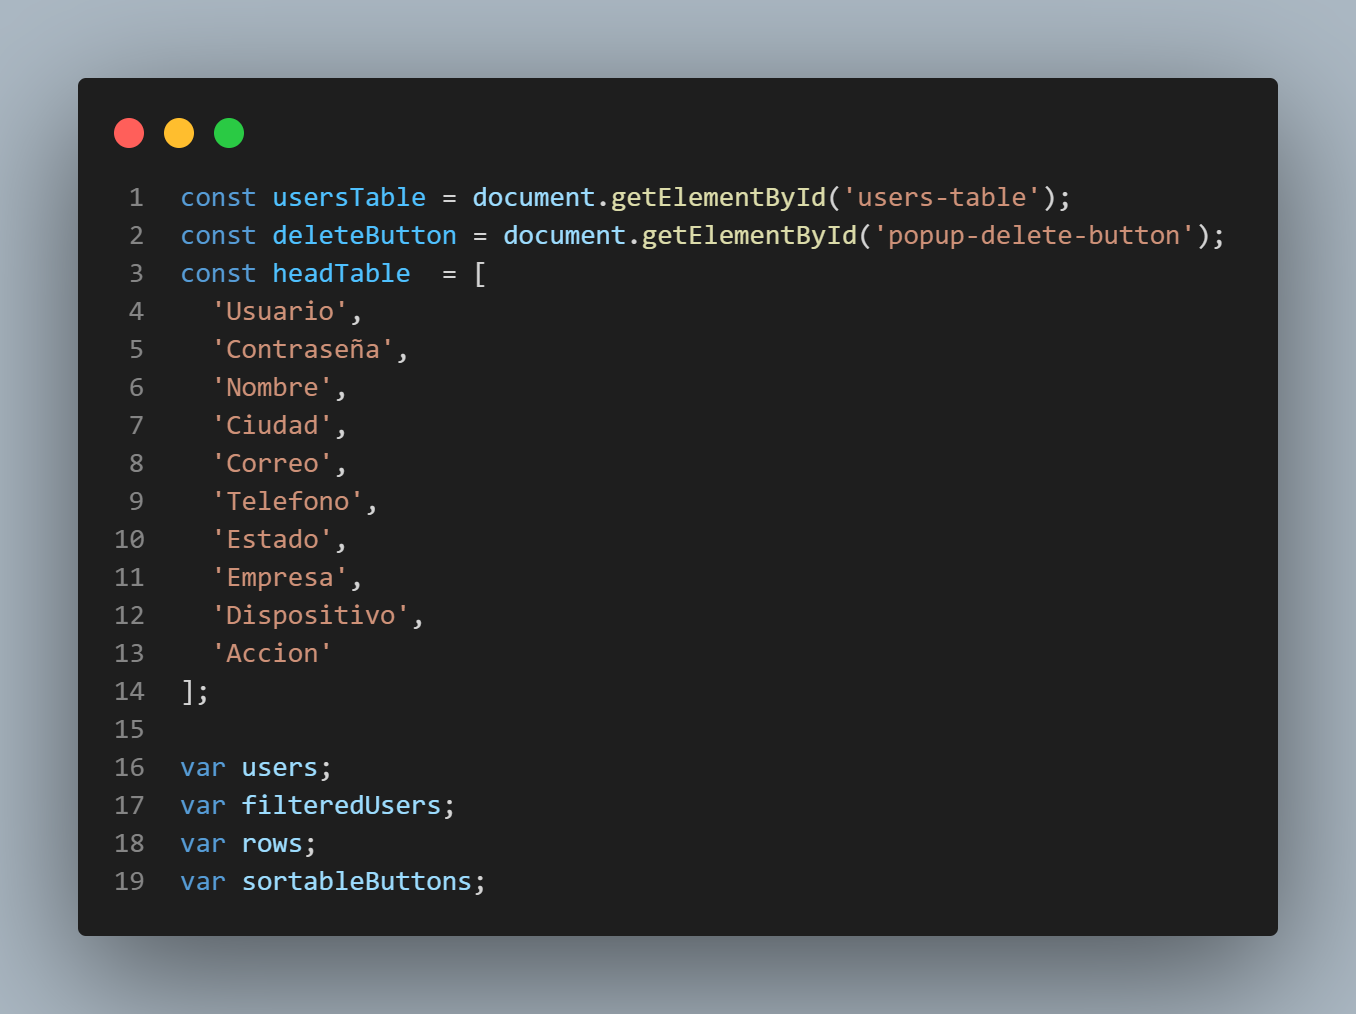 1 const usersTable = document.getElementById('users-table');
2 const deleteButton = document.getElementById('popup-delete-button');
3 const headTable  = [
4   'Usuario',
5   'Contraseña',
6   'Nombre',
7   'Ciudad',
8   'Correo',
9   'Telefono',
10   'Estado',
11   'Empresa',
12   'Dispositivo',
13   'Accion'
14 ];
15
16 var users;
17 var filteredUsers;
18 var rows;
19 var sortableButtons;